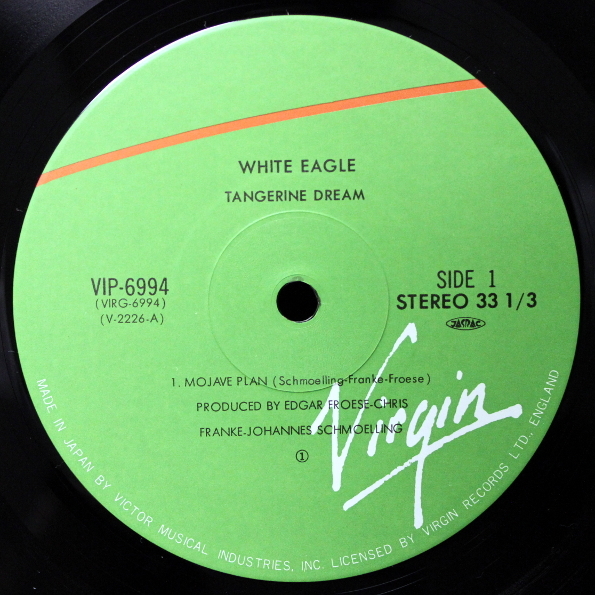 WHITE EAGLE
TANGERINE DREAM
VIP-6994
(VIRG-6994)
(V-2226-A)
SIDE 1
STEREO 33 1/3
JASRAC
1. MOJAVE PLAN (Schmoelling-Franke-Froese)
PRODUCED BY EDGAR FROESE-CHRIS
FRANKE-JOHANNES SCHMOELLING
①
Virgin
MADE IN JAPAN BY VICTOR MUSICAL INDUSTRIES, INC. LICENSED BY VIRGIN RECORDS LTD., ENGLAND